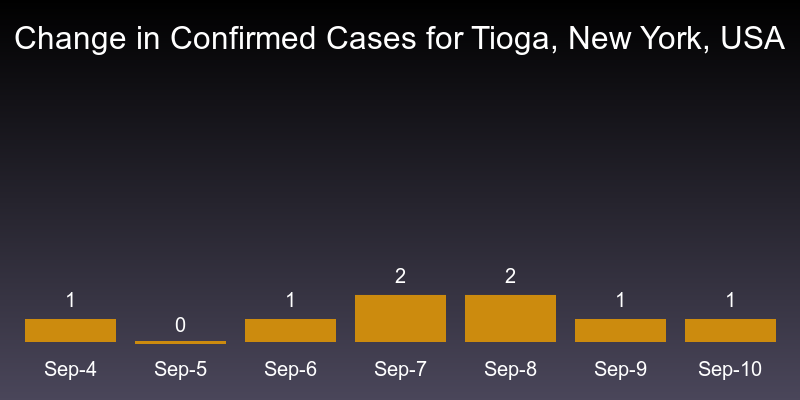 Change in Confirmed Cases for Tioga, New York, USA
1 0 1 2 2 1 1
Sep-4 Sep-5 Sep-6 Sep-7 Sep-8 Sep-9 Sep-10